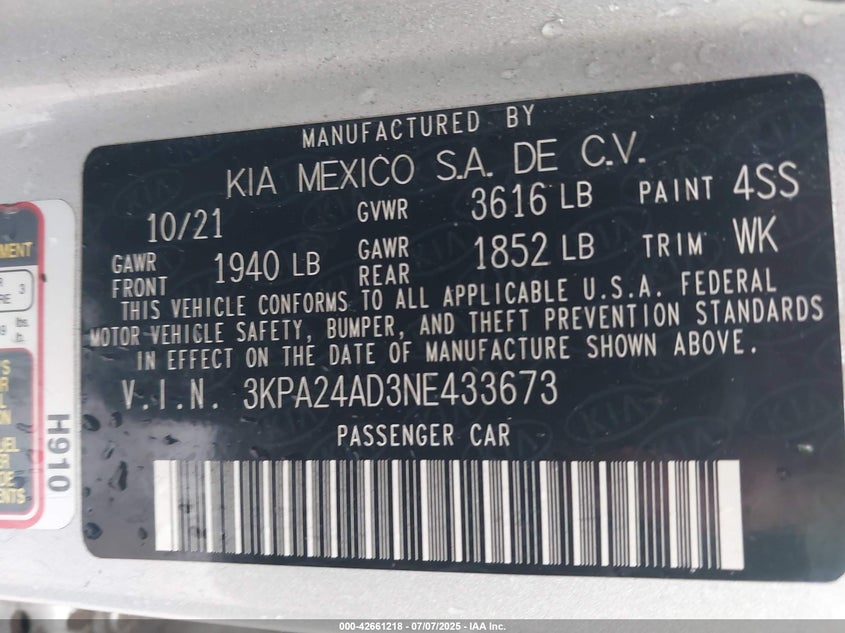 MANUFACTURED BY
KIA MEXICO S.A. DE C.V.
10/21 GVWR 3616 LB PAINT 4SS
GAWR FRONT 1940 LB GAWR REAR 1852 LB TRIM WK
THIS VEHICLE CONFORMS TO ALL APPLICABLE U.S.A. FEDERAL
MOTOR VEHICLE SAFETY, BUMPER, AND THEFT PREVENTION STANDARDS
IN EFFECT ON THE DATE OF MANUFACTURE SHOWN ABOVE.
V.I.N. 3KPA24AD3NE433673
PASSENGER CAR
H910
3
lbs.
lb.
000-42661218 | 07/07/2025 - IAA Inc.